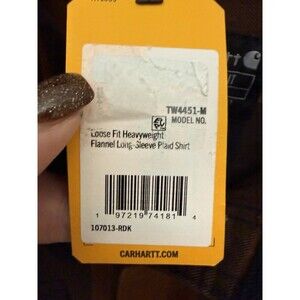 TW4451-M
MODEL NO.
Loose Fit Heavyweight
Flannel Long-Sleeve Plaid Shirt
1 97219 74181 4
107013-RDK
CARHARTT.COM